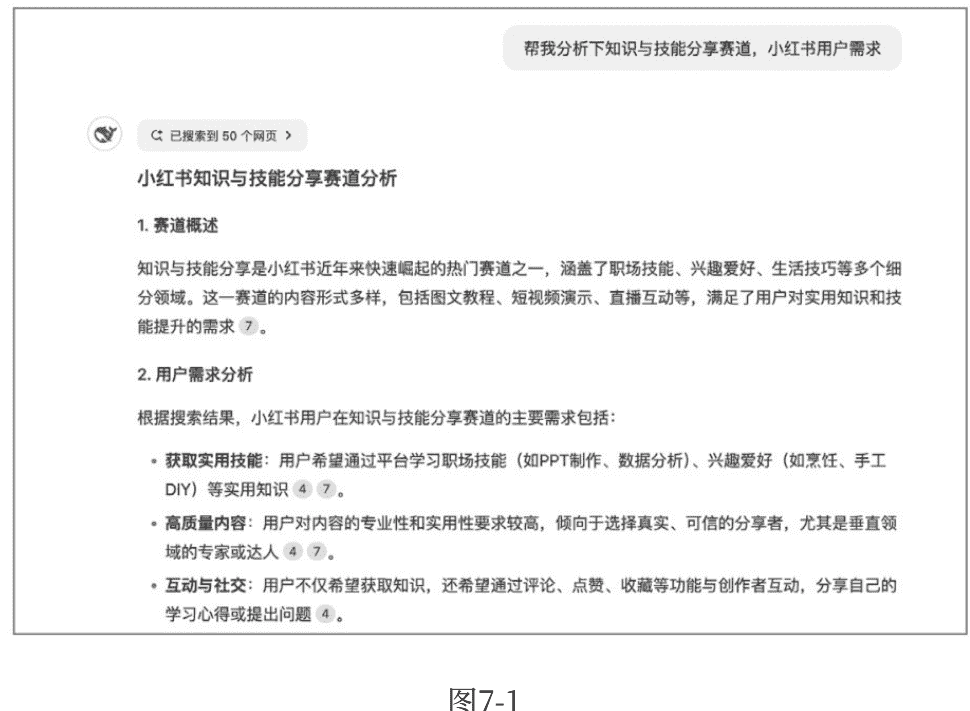 帮我分析下知识与技能分享赛道，小红书用户需求
已搜索到 50 个网页 >
小红书知识与技能分享赛道分析
1. 赛道概述
知识与技能分享是小红书近年来快速崛起的热门赛道之一，涵盖了职场技能、兴趣爱好、生活技巧等多个细
分领域。这一赛道的内容形式多样，包括图文教程、短视频演示、直播互动等，满足了用户对实用知识和技
能提升的需求 7 。
2. 用户需求分析
根据搜索结果，小红书用户在知识与技能分享赛道的主要需求包括：
• 获取实用技能：用户希望通过平台学习职场技能（如PPT制作、数据分析）、兴趣爱好（如烹饪、手工
DIY）等实用知识 4 7 。
• 高质量内容：用户对内容的专业性和实用性要求较高，倾向于选择真实、可信的分享者，尤其是垂直领
域的专家或达人 4 7 。
• 互动与社交：用户不仅希望获取知识，还希望通过评论、点赞、收藏等功能与创作者互动，分享自己的
学习心得或提出问题 4 。
图7-1